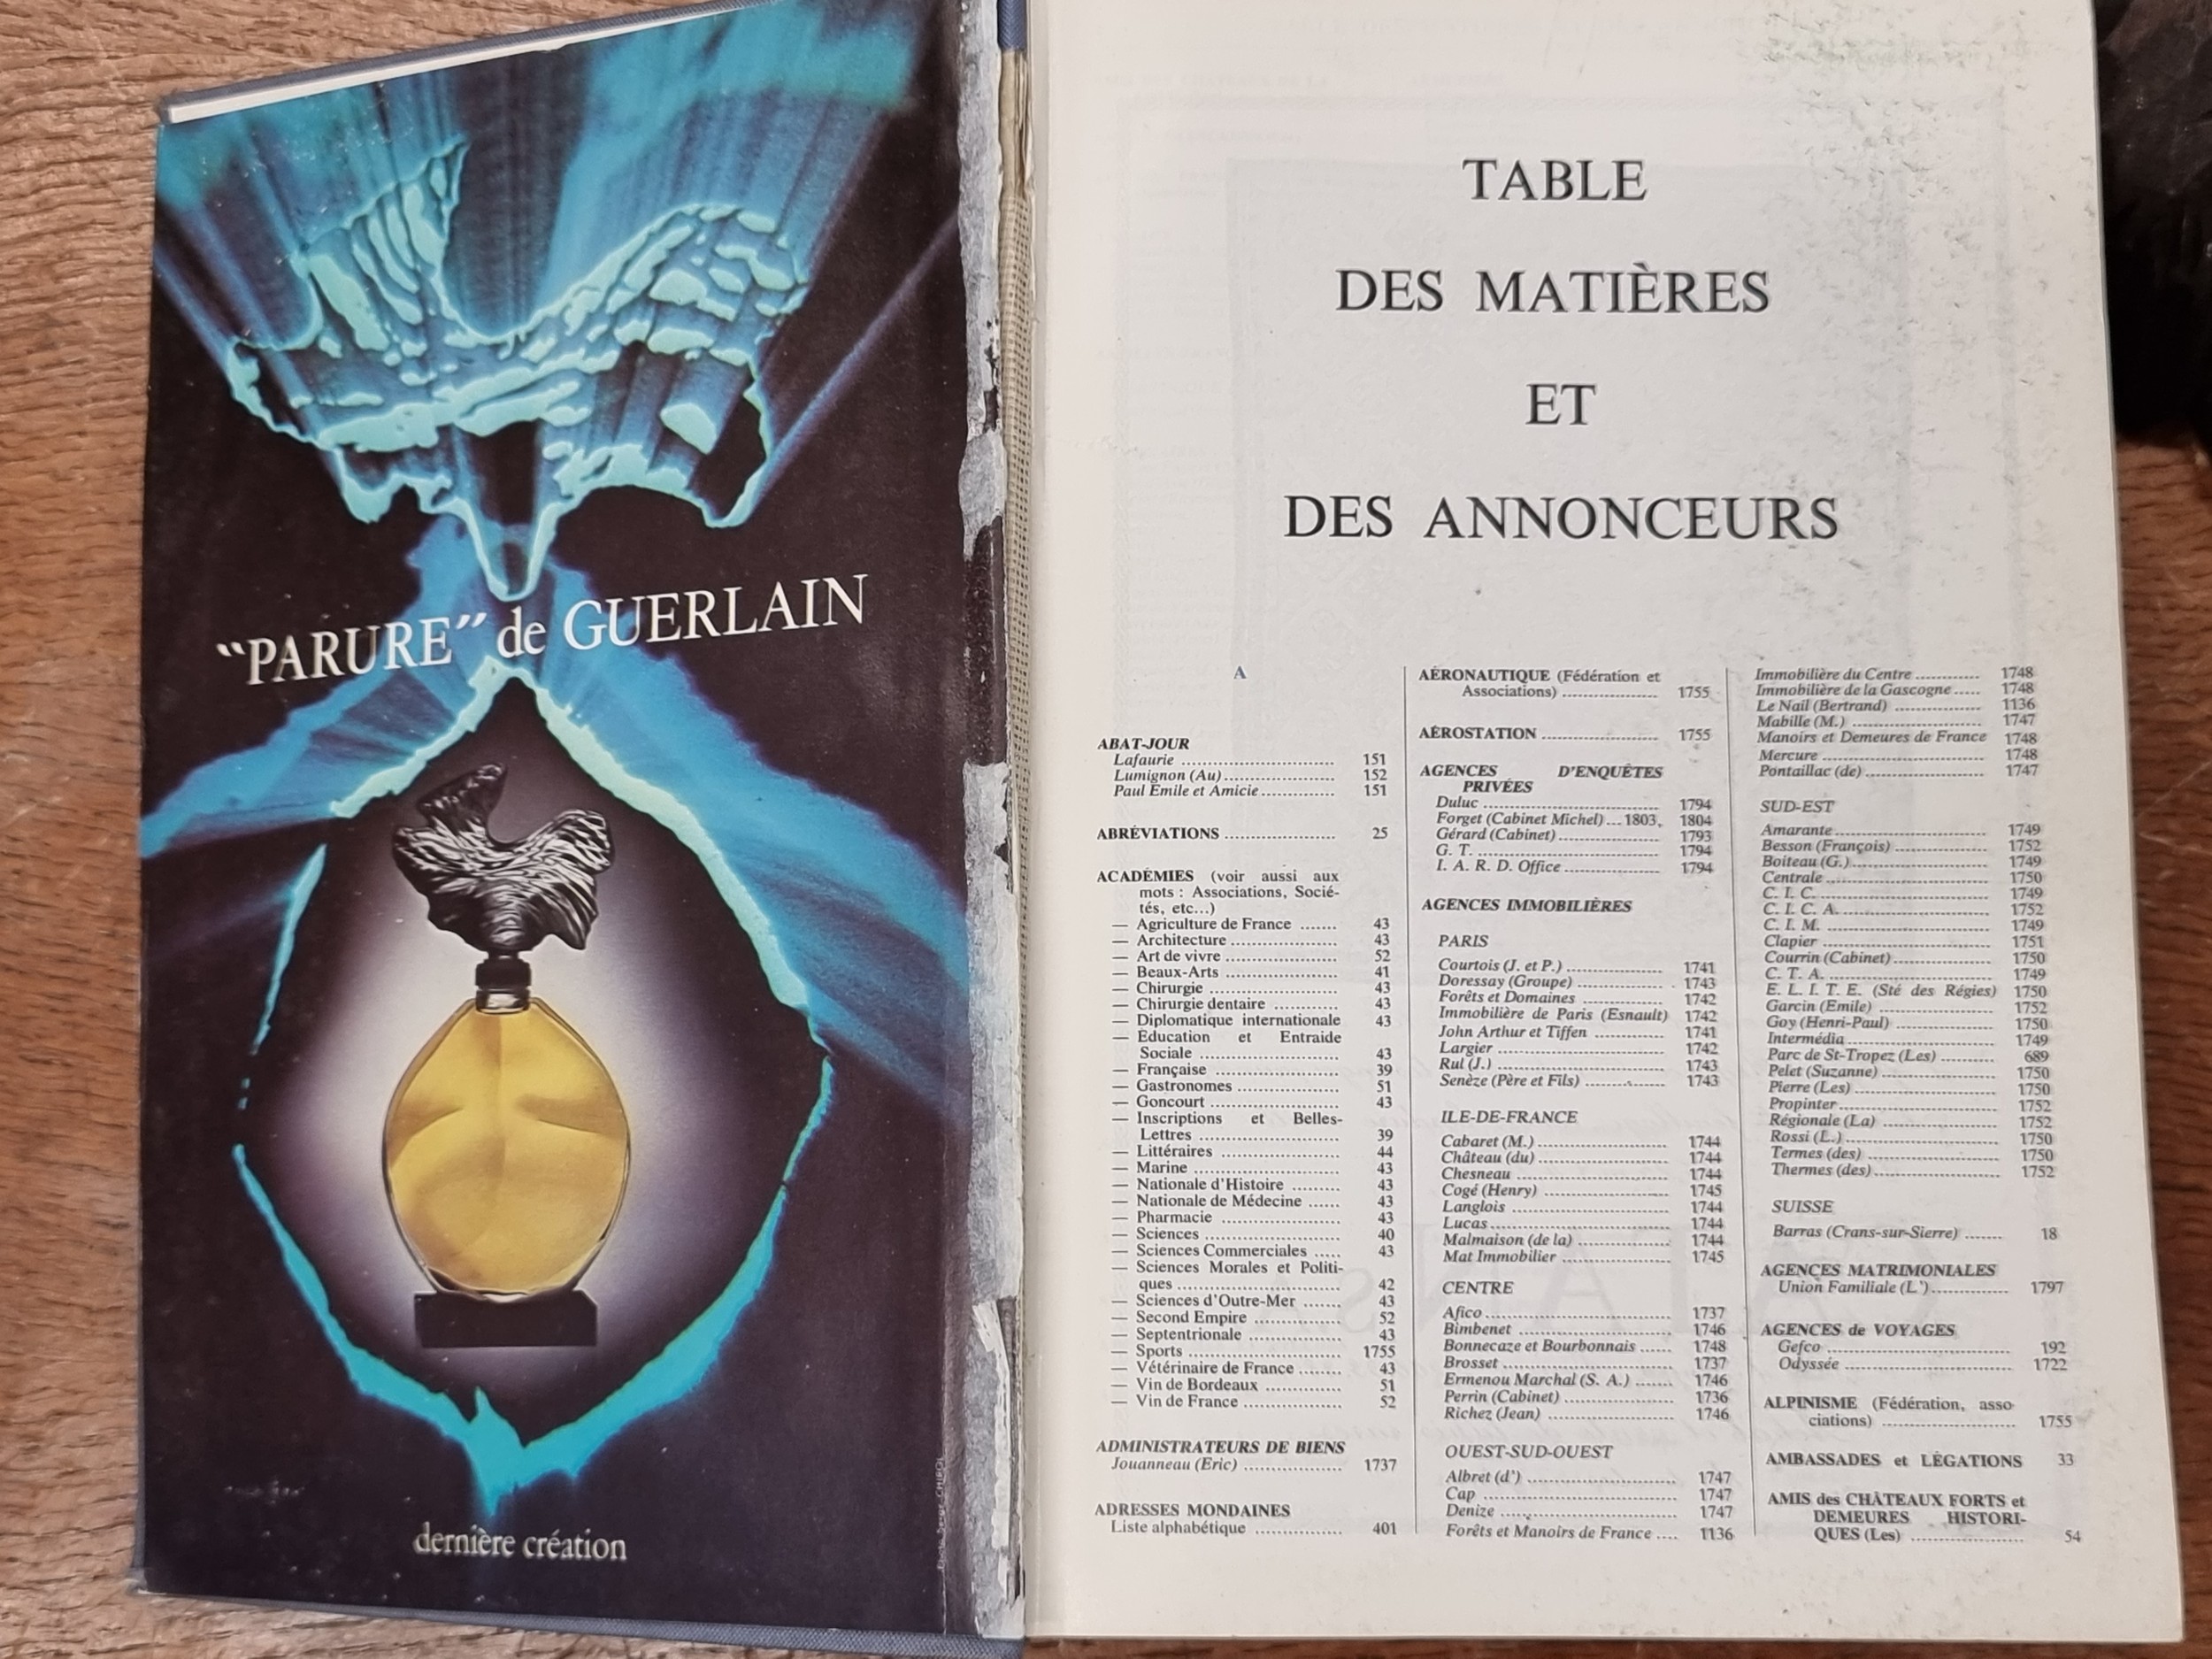 “PARURE” de GUERLAIN
dernière création
TABLE
DES MATIÈRES
ET
DES ANNONCEURS
A
ABAT-JOUR
Lafaurie ........ 151
Lumignon (Au) ........ 152
Paul Emile et Amicie ........ 151
ABRÉVIATIONS ........ 25
ACADÉMIES (voir aussi aux
mots : Associations, Socié-
tés, etc...)
— Agriculture de France ....... 43
— Architecture ........ 43
— Art de vivre ........ 52
— Beaux-Arts ........ 41
— Chirurgie ........ 43
— Chirurgie dentaire ........ 43
— Diplomatique internationale 43
— Éducation et Entraide
Sociale ........ 43
— Française ........ 39
— Gastronomes ........ 51
— Goncourt ........ 43
— Inscriptions et Belles-
Lettres ........ 39
— Littéraires ........ 44
— Marine ........ 43
— Nationale d'Histoire ........ 43
— Nationale de Médecine ...... 43
— Pharmacie ........ 43
— Sciences ........ 40
— Sciences Commerciales ..... 43
— Sciences Morales et Politi-
ques ........ 42
— Sciences d'Outre-Mer ....... 43
— Second Empire ........ 52
— Septentrionale ........ 43
— Sports ........ 1755
— Vétérinaire de France ........ 43
— Vin de Bordeaux ........ 51
— Vin de France ........ 52
ADMINISTRATEURS DE BIENS
Jouanneau (Eric) ........ 1737
ADRESSES MONDAINES
Liste alphabétique ........ 401
AÉRONAUTIQUE (Fédération et
Associations) ........ 1755
AÉROSTATION ........ 1755
AGENCES D'ENQUÊTES
PRIVÉES
Duluc ........ 1794
Forget (Cabinet Michel) ... 1803, 1804
Gérard (Cabinet) ........ 1793
G. T. ........ 1794
I. A. R. D. Office ........ 1794
AGENCES IMMOBILIÈRES
PARIS
Courtois (J. et P.) ........ 1741
Doressay (Groupe) ........ 1743
Forêts et Domaines ........ 1742
Immobilière de Paris (Esnault) 1742
John Arthur et Tiffen ........ 1741
Largier ........ 1742
Rul (J.) ........ 1743
Senèze (Père et Fils) ........ 1743
ILE-DE-FRANCE
Cabaret (M.) ........ 1744
Château (du) ........ 1744
Chesneau ........ 1744
Cogé (Henry) ........ 1745
Langlois ........ 1744
Lucas ........ 1744
Malmaison (de la) ........ 1744
Mat Immobilier ........ 1745
CENTRE
Afico ........ 1737
Bimbenet ........ 1746
Bonnecaze et Bourbonnais ...... 1748
Brosset ........ 1737
Ermenou Marchal (S. A.) ....... 1746
Perrin (Cabinet) ........ 1736
Richez (Jean) ........ 1746
OUEST-SUD-OUEST
Albret (d') ........ 1747
Cap ........ 1747
Denize ........ 1747
Forêts et Manoirs de France .... 1136
Immobilière du Centre ........ 1748
Immobilière de la Gascogne ..... 1748
Le Nail (Bertrand) ........ 1136
Mabille (M.) ........ 1747
Manoirs et Demeures de France 1748
Mercure ........ 1748
Pontaillac (de) ........ 1747
SUD-EST
Amarante ........ 1749
Besson (François) ........ 1752
Boiteau (G.) ........ 1749
Centrale ........ 1750
C. I. C. ........ 1749
C. I. C. A. ........ 1752
C. I. M. ........ 1749
Clapier ........ 1751
Courrin (Cabinet) ........ 1750
C. T. A. ........ 1749
E. L. I. T. E. (Sté des Régies) 1750
Garcin (Emile) ........ 1752
Goy (Henri-Paul) ........ 1750
Intermédia ........ 1749
Parc de St-Tropez (Les) ........ 689
Pelet (Suzanne) ........ 1750
Pierre (Les) ........ 1750
Propinter ........ 1752
Régionale (La) ........ 1752
Rossi (L.) ........ 1750
Termes (des) ........ 1750
Thermes (des) ........ 1752
SUISSE
Barras (Crans-sur-Sierre) ....... 18
AGENCES MATRIMONIALES
Union Familiale (L') ........ 1797
AGENCES de VOYAGES
Gefco ........ 192
Odyssée ........ 1722
ALPINISME (Fédération, asso-
ciations) ........ 1755
AMBASSADES et LÉGATIONS 33
AMIS des CHÂTEAUX FORTS et
DEMEURES HISTORI-
QUES (Les) ........ 54